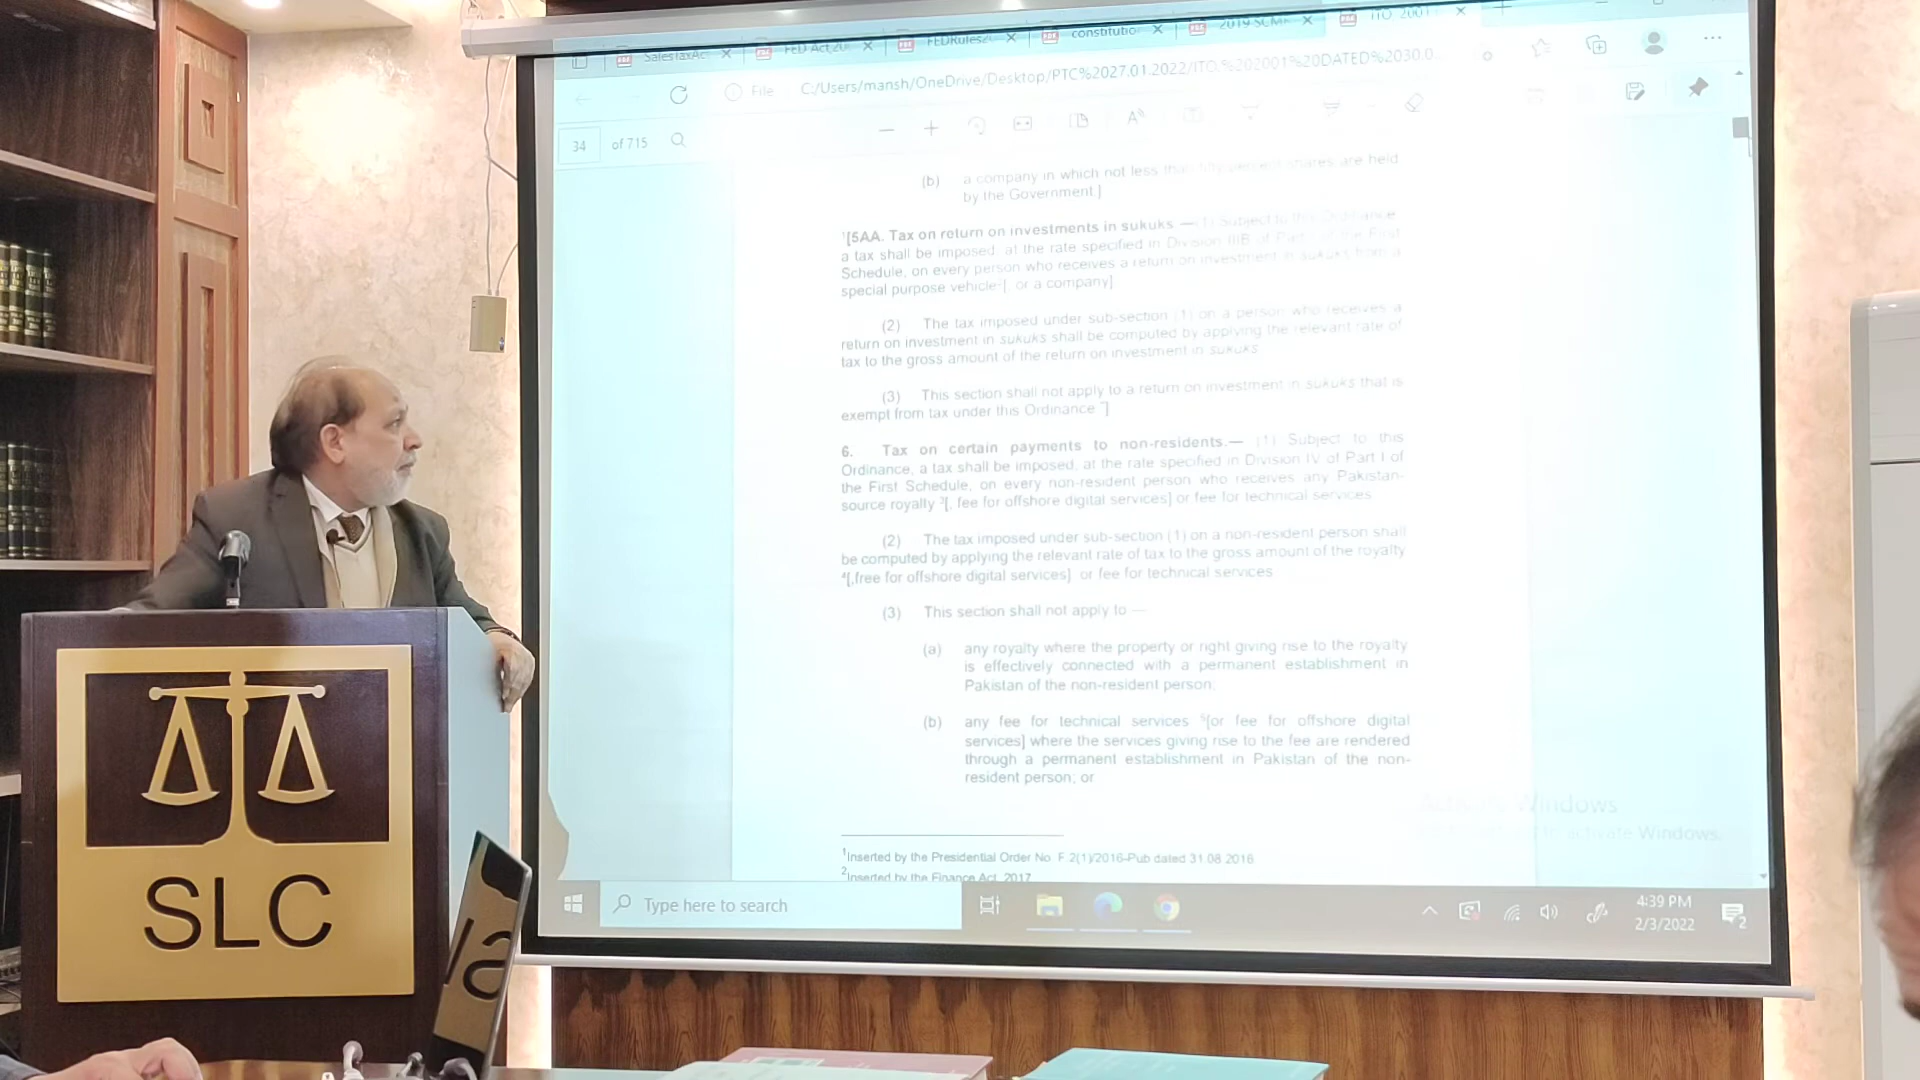 SalesTaxAc
FED Act,20
FEDRules2
constitutio
2019 SCM
ITO 2001
File C:/Users/mansh/OneDrive/Desktop/PTC%2027.01.2022/ITO.%202001%20DATED%2030.0...
34 of 715
(b) a company in which not less than fifty percent shares are held
by the Government.]
1[5AA. Tax on return on investments in sukuks.—(1) Subject to this Ordinance
a tax shall be imposed, at the rate specified in Division IIIB of Part I of the First
Schedule, on every person who receives a return on investment in sukuks from a
special purpose vehicle2[, or a company]
(2) The tax imposed under sub-section (1) on a person who receives a
return on investment in sukuks shall be computed by applying the relevant rate of
tax to the gross amount of the return on investment in sukuks
(3) This section shall not apply to a return on investment in sukuks that is
exempt from tax under this Ordinance ”]
6. Tax on certain payments to non-residents.— (1) Subject to this
Ordinance, a tax shall be imposed, at the rate specified in Division IV of Part I of
the First Schedule, on every non-resident person who receives any Pakistan-
source royalty 3[, fee for offshore digital services] or fee for technical services
(2) The tax imposed under sub-section (1) on a non-resident person shall
be computed by applying the relevant rate of tax to the gross amount of the royalty
4[,free for offshore digital services] or fee for technical services
(3) This section shall not apply to —
(a) any royalty where the property or right giving rise to the royalty
is effectively connected with a permanent establishment in
Pakistan of the non-resident person;
(b) any fee for technical services 5[or fee for offshore digital
services] where the services giving rise to the fee are rendered
through a permanent establishment in Pakistan of the non-
resident person; or
Activate Windows
to activate Windows.
1Inserted by the Presidential Order No. F.2(1)/2016-Pub dated 31.08.2016
2Inserted by the Finance Act, 2017
Type here to search
4:39 PM
2/3/2022
2
SLC